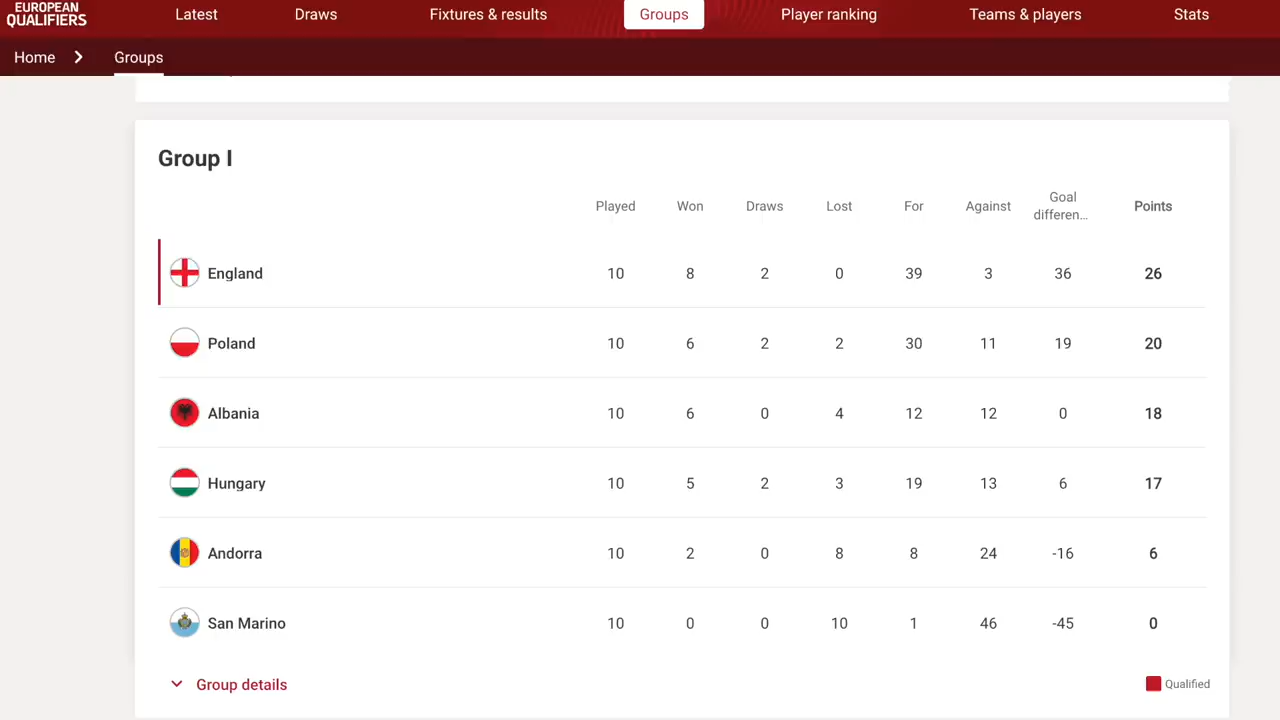 EUROPEAN
QUALIFIERS
Latest Draws Fixtures & results Groups Player ranking Teams & players Stats
Home Groups
Group I
Played Won Draws Lost For Against Goal differen... Points
England 10 8 2 0 39 3 36 26
Poland 10 6 2 2 30 11 19 20
Albania 10 6 0 4 12 12 0 18
Hungary 10 5 2 3 19 13 6 17
Andorra 10 2 0 8 8 24 -16 6
San Marino 10 0 0 10 1 46 -45 0
Group details Qualified